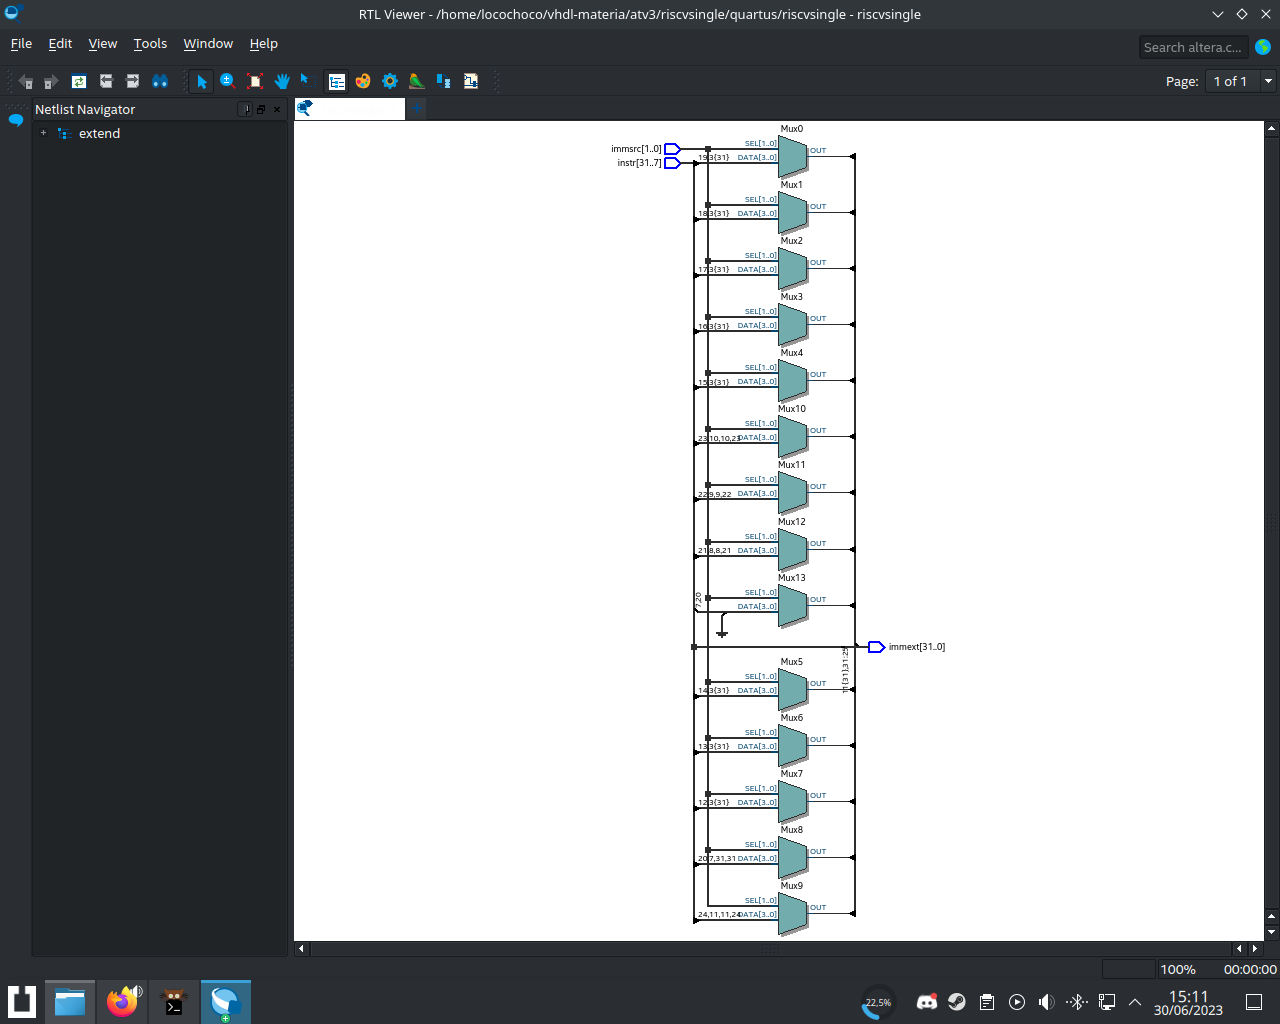 RTL Viewer - /home/locochoco/vhdl-materia/atv3/riscvsingle/quartus/riscvsingle - riscvsingle
File Edit View Tools Window Help
Search altera.c...
Page: 1 of 1
Netlist Navigator
extend
immsrc[1..0]
instr[31..7]
Mux0
SEL[1..0]
OUT
19,3{31} DATA[3..0]
Mux1
SEL[1..0]
OUT
18,3{31} DATA[3..0]
Mux2
SEL[1..0]
OUT
17,3{31} DATA[3..0]
Mux3
SEL[1..0]
OUT
16,3{31} DATA[3..0]
Mux4
SEL[1..0]
OUT
15,3{31} DATA[3..0]
Mux10
SEL[1..0]
OUT
23,10,10,23 DATA[3..0]
Mux11
SEL[1..0]
OUT
22,9,9,22 DATA[3..0]
Mux12
SEL[1..0]
OUT
21,8,8,21 DATA[3..0]
Mux13
SEL[1..0]
OUT
7,20 DATA[3..0]
immext[31..0]
Mux5
SEL[1..0]
OUT
14,3{31} DATA[3..0]
11{31},31:25
Mux6
SEL[1..0]
OUT
13,3{31} DATA[3..0]
Mux7
SEL[1..0]
OUT
12,3{31} DATA[3..0]
Mux8
SEL[1..0]
OUT
20,7,31,31 DATA[3..0]
Mux9
SEL[1..0]
OUT
24,11,11,24 DATA[3..0]
100% 00:00:00
22,5%
15:11
30/06/2023